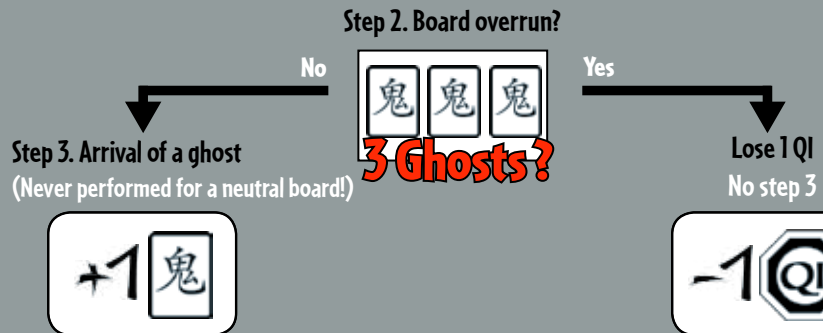 Step 2. Board overrun?
No
Yes
鬼 鬼 鬼
3 Ghosts?
Step 3. Arrival of a ghost
(Never performed for a neutral board!)
Lose 1 QI
No step 3
+1 鬼
-1 QI